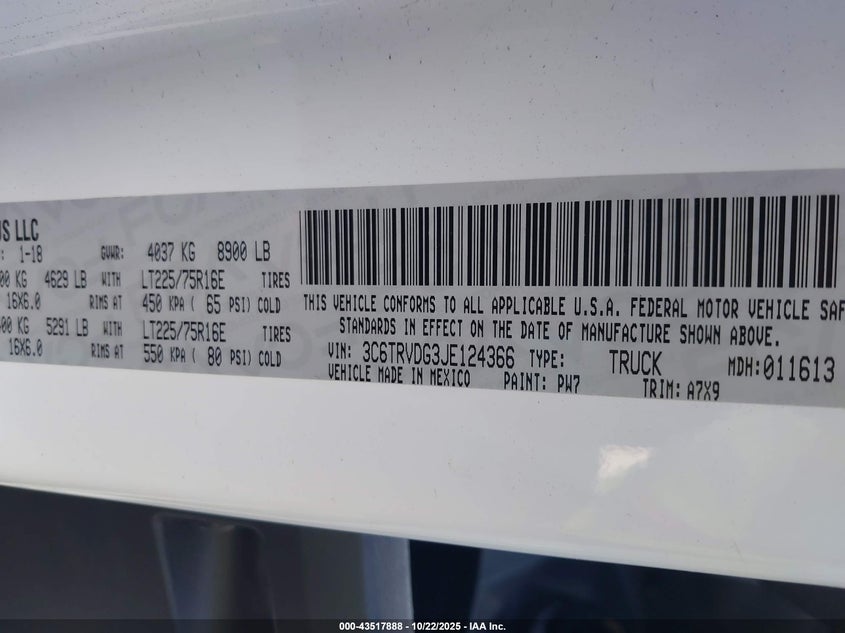 US LLC
1-18 GVWR: 4037 KG 8900 LB
00 KG 4629 LB WITH LT225/75R16E TIRES
16X6.0 RIMS AT 450 KPA ( 65 PSI) COLD
00 KG 5291 LB WITH LT225/75R16E TIRES
16X6.0 RIMS AT 550 KPA ( 80 PSI) COLD
THIS VEHICLE CONFORMS TO ALL APPLICABLE U.S.A. FEDERAL MOTOR VEHICLE SAF
STANDARDS IN EFFECT ON THE DATE OF MANUFACTURE SHOWN ABOVE.
VIN: 3C6TRVDG3JE124366 TYPE: TRUCK MDH:011613
VEHICLE MADE IN MEXICO PAINT: PW7 TRIM: A7X9
000-43517888 - 10/22/2025 - IAA Inc.